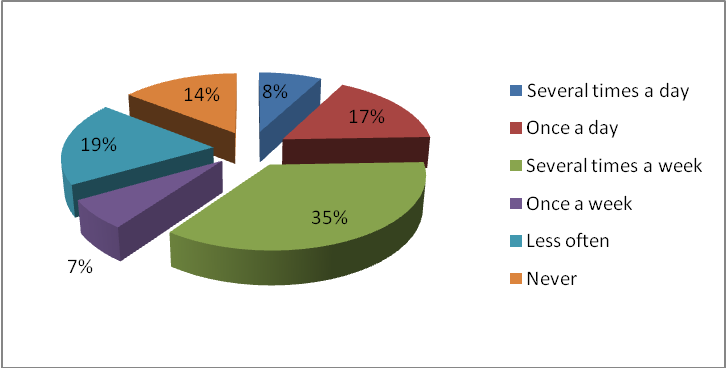 8%
17%
35%
7%
19%
14%
Several times a day
Once a day
Several times a week
Once a week
Less often
Never